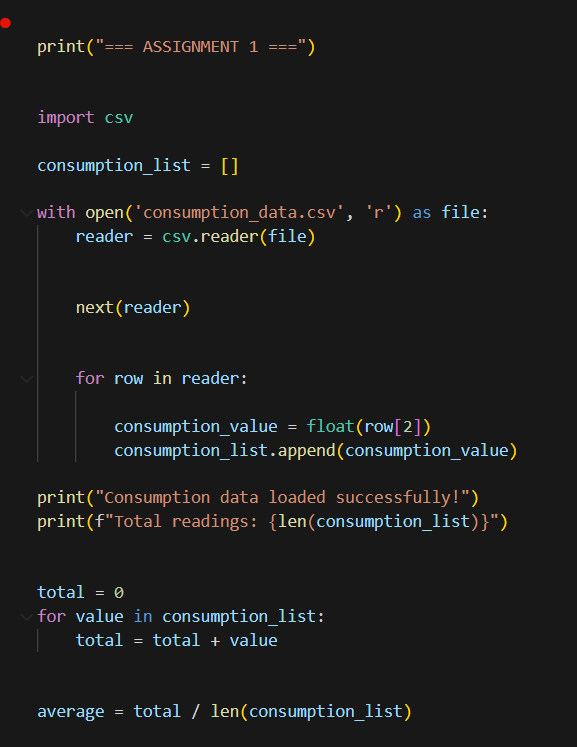 print("=== ASSIGNMENT 1 ===")
import csv
consumption_list = []
with open('consumption_data.csv', 'r') as file:
reader = csv.reader(file)
next(reader)
for row in reader:
consumption_value = float(row[2])
consumption_list.append(consumption_value)
print("Consumption data loaded successfully!")
print(f"Total readings: {len(consumption_list)}")
total = 0
for value in consumption_list:
total = total + value
average = total / len(consumption_list)